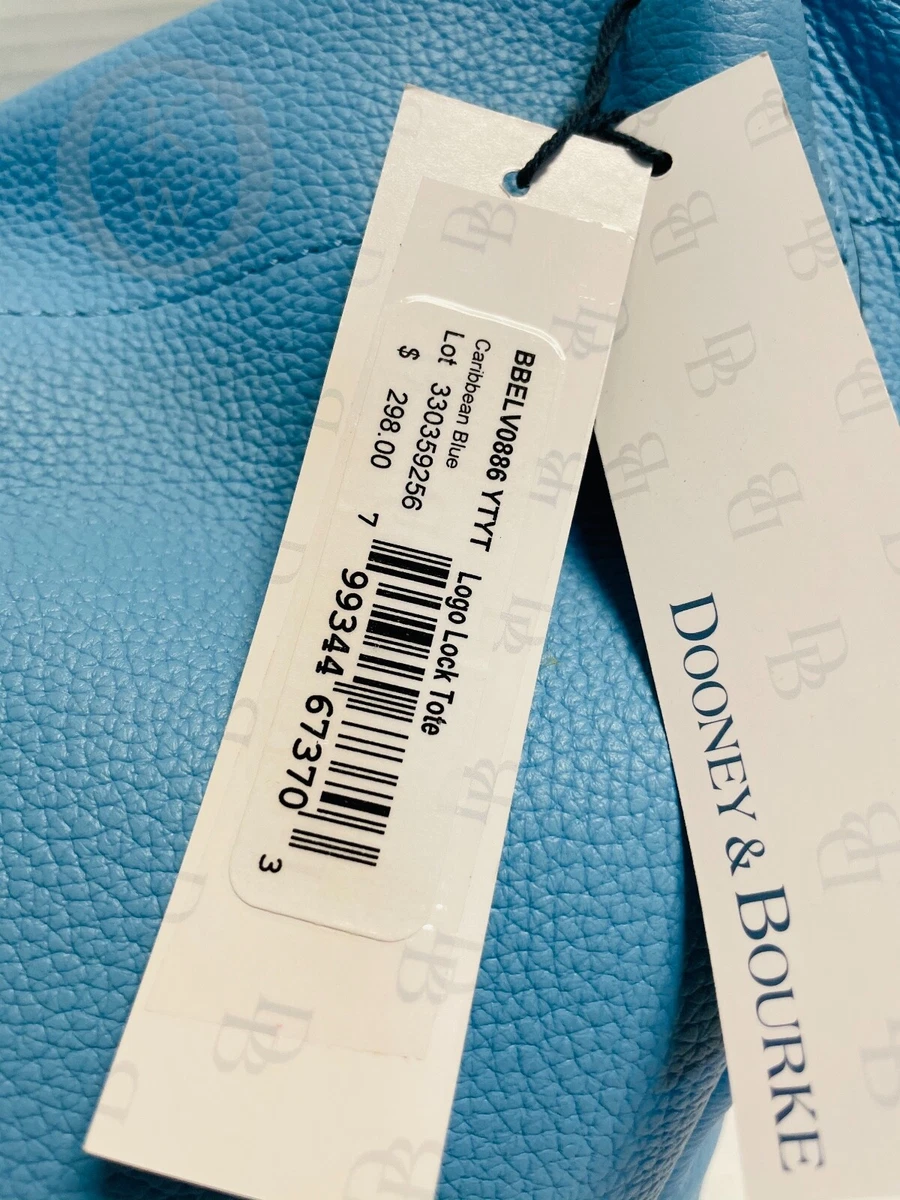 BBELV0886 YTYT Logo Lock Tote
Caribbean Blue
Lot 330359256
$ 298.00
7 99344 67370 3
DOONEY & BOURKE